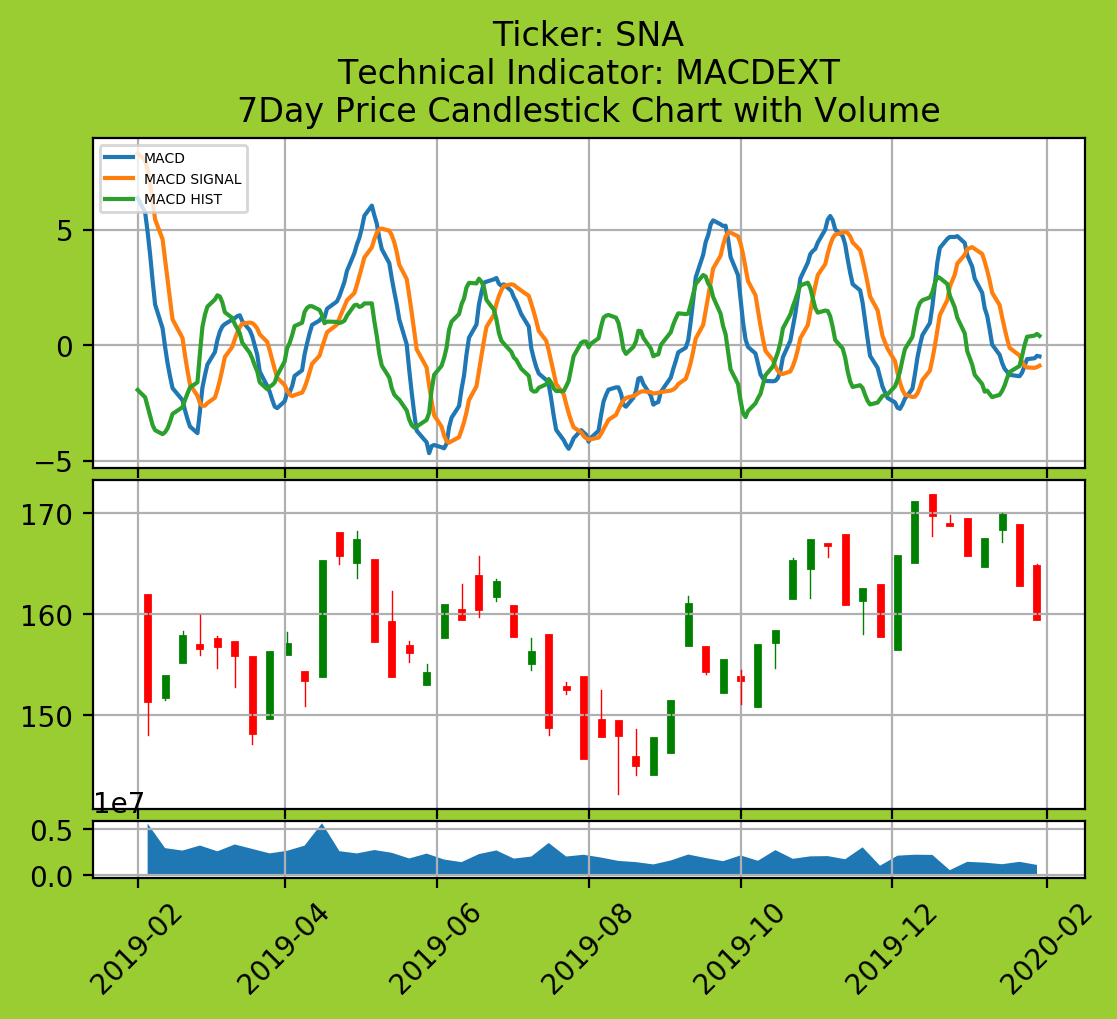 Ticker: SNA
Technical Indicator: MACDEXT
7Day Price Candlestick Chart with Volume
MACD
MACD SIGNAL
MACD HIST
5
0
−5
170
160
150
1e7
0.5
0.0
2019-02
2019-04
2019-06
2019-08
2019-10
2019-12
2020-02